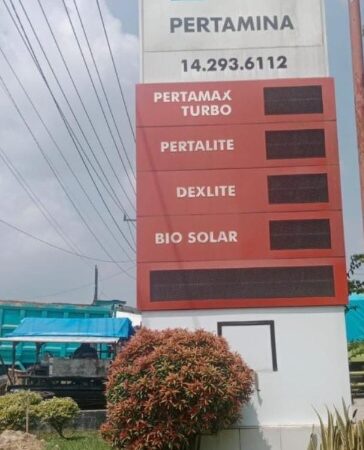 PERTAMINA
14.293.6112
PERTAMAX
TURBO
PERTALITE
DEXLITE
BIO SOLAR